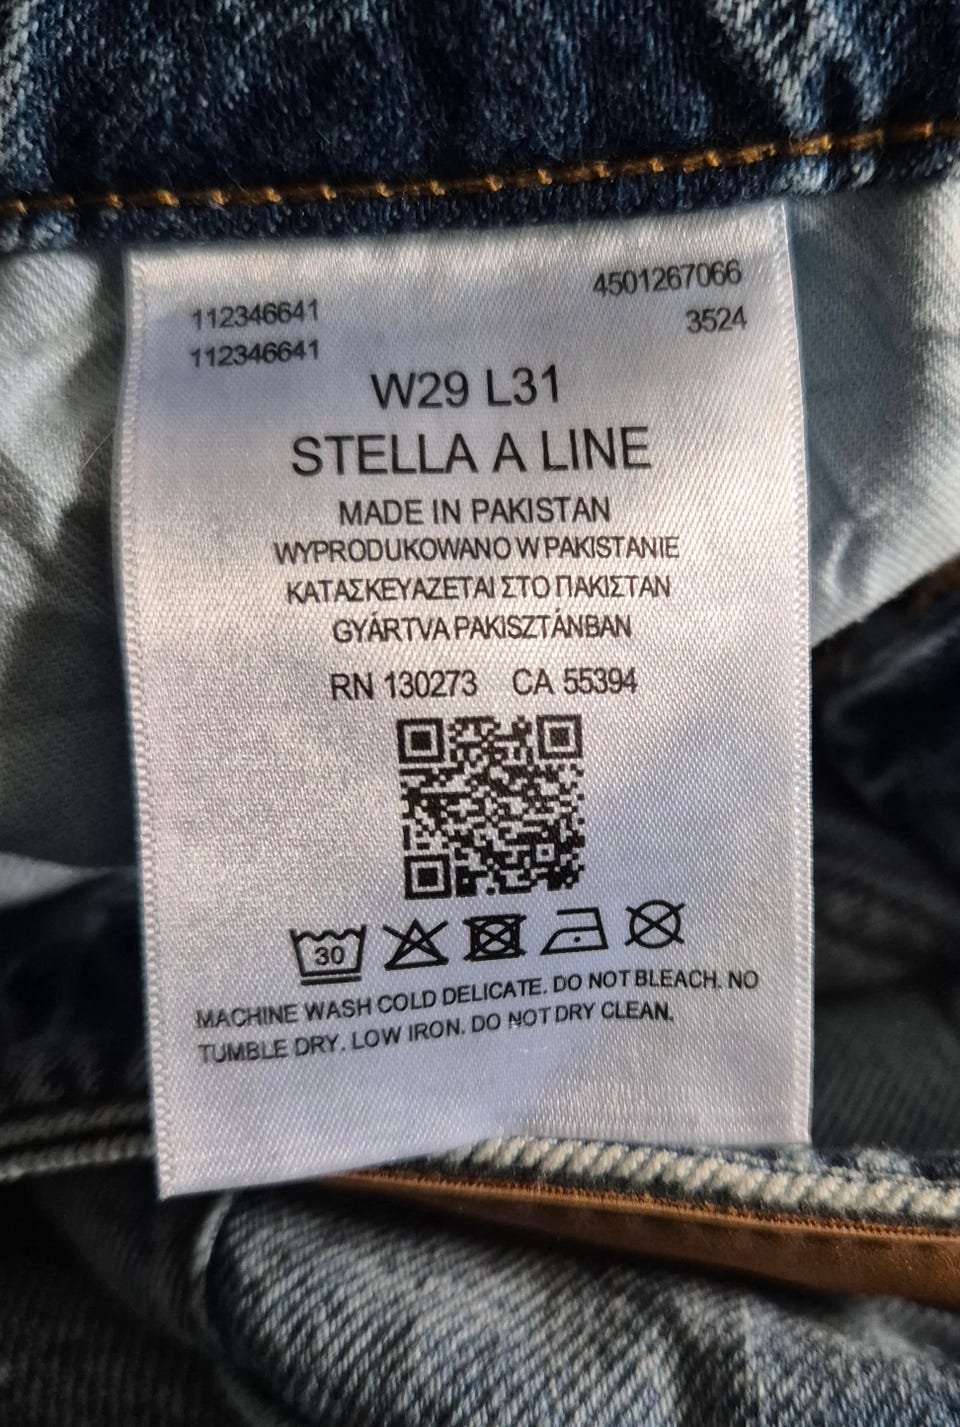 112346641
112346641
4501267066
3524
W29 L31
STELLA A LINE
MADE IN PAKISTAN
WYPRODUKOWANO W PAKISTANIE
ΚΑΤΑΣΚΕΥΑΖΕΤΑΙ ΣΤΟ ΠΑΚΙΣΤΑΝ
GYÁRTVA PAKISZTÁNBAN
RN 130273 CA 55394
30
MACHINE WASH COLD DELICATE. DO NOT BLEACH. NO
TUMBLE DRY. LOW IRON. DO NOT DRY CLEAN.